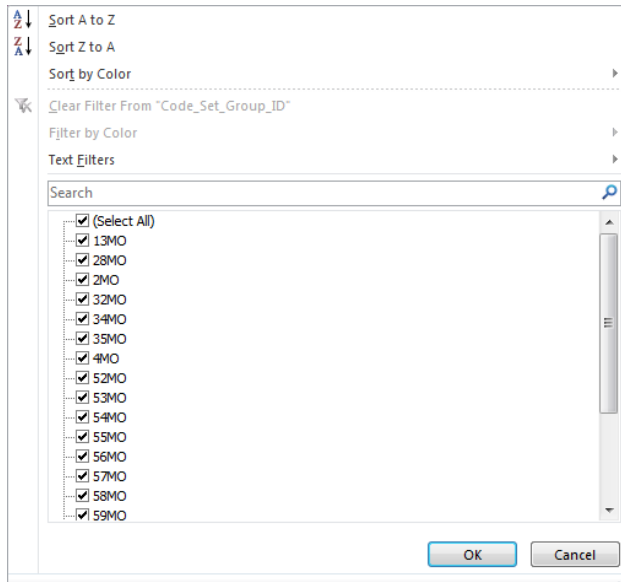 Sort A to Z
Sort Z to A
Sort by Color
Clear Filter From "Code_Set_Group_ID"
Filter by Color
Text Filters
Search
(Select All)
13MO
28MO
2MO
32MO
34MO
35MO
4MO
52MO
53MO
54MO
55MO
56MO
57MO
58MO
59MO
OK Cancel